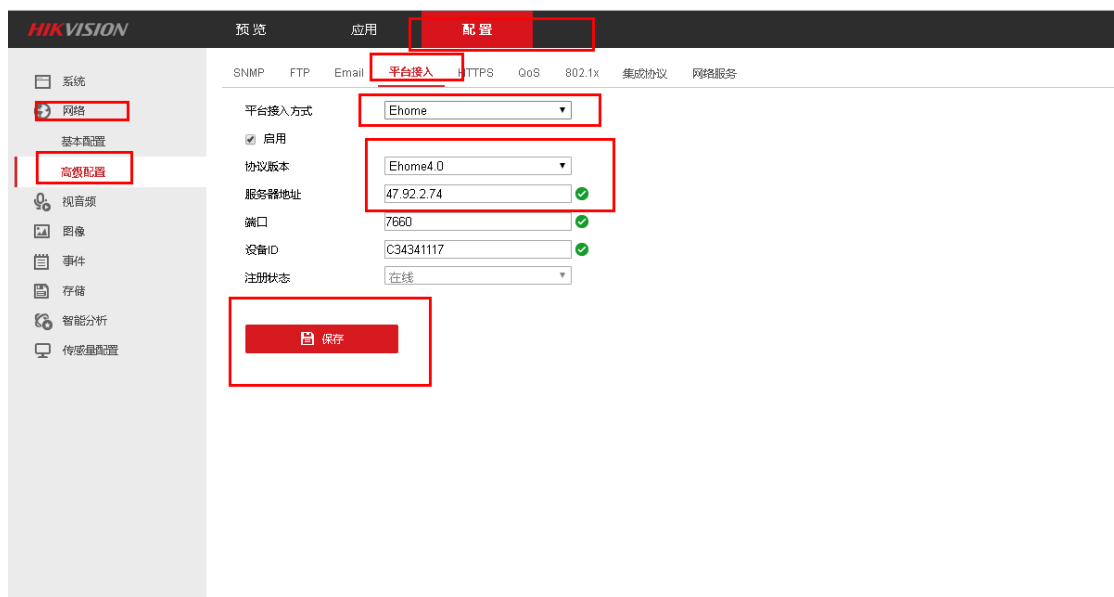 HIKVISION 预览 应用 配置
系统
网络
基本配置
高级配置
视音频
图像
事件
存储
智能分析
传感量配置
SNMP FTP Email 平台接入 HTTPS QoS 802.1x 集成协议 网络服务
平台接入方式 Ehome
启用
协议版本 Ehome4.0
服务器地址 47.92.2.74
端口 7660
设备ID C34341117
注册状态 在线
保存